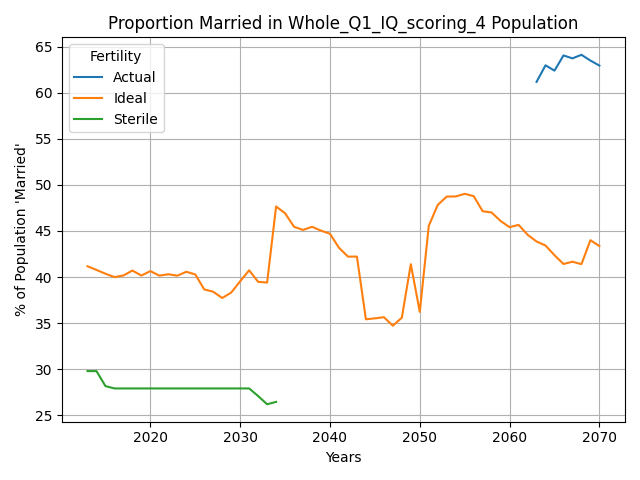 Proportion Married in Whole_Q1_IQ_scoring_4 Population
% of Population 'Married'
65
60
55
50
45
40
35
30
25
Fertility
Actual
Ideal
Sterile
2020 2030 2040 2050 2060 2070
Years